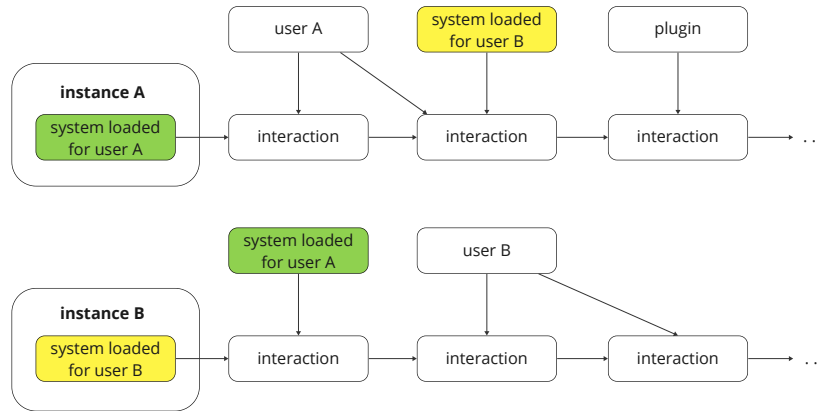 user A
system loaded
for user B
plugin
instance A
system loaded
for user A
interaction
interaction
interaction
. .
system loaded
for user A
user B
instance B
system loaded
for user B
interaction
interaction
interaction
. .